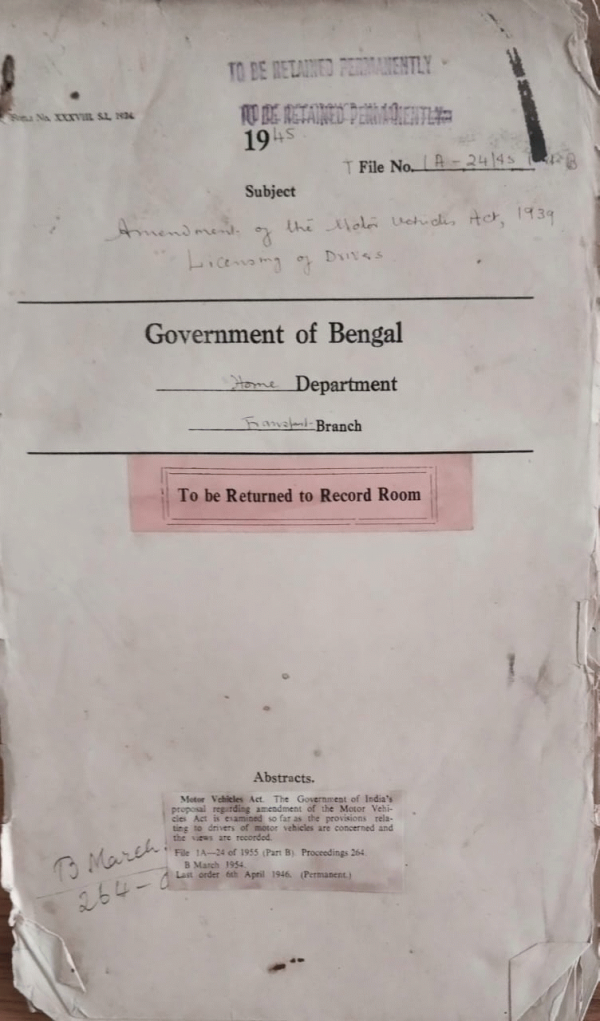 TO BE RETAINED PERMANENTLY
Form No. XXXVIII. S.L. 1924.
TO BE RETAINED PERMANENTLY
1945
File No. 1A-24/45
Subject
Amendment of the Motor Vehicles Act, 1939
Licensing of Drivers
Government of Bengal
Home Department
Transport Branch
To be Returned to Record Room
Abstracts.
Motor Vehicles Act. The Government of India's
proposal regarding amendment of the Motor Vehi-
cles Act is examined so far as the provisions rela-
ting to drivers of motor vehicles are concerned and
the views are recorded.
File 1A—24 of 1955 (Part B). Proceedings 264.
B March 1954.
Last order 6th April 1946. (Permanent.)
B March
264-